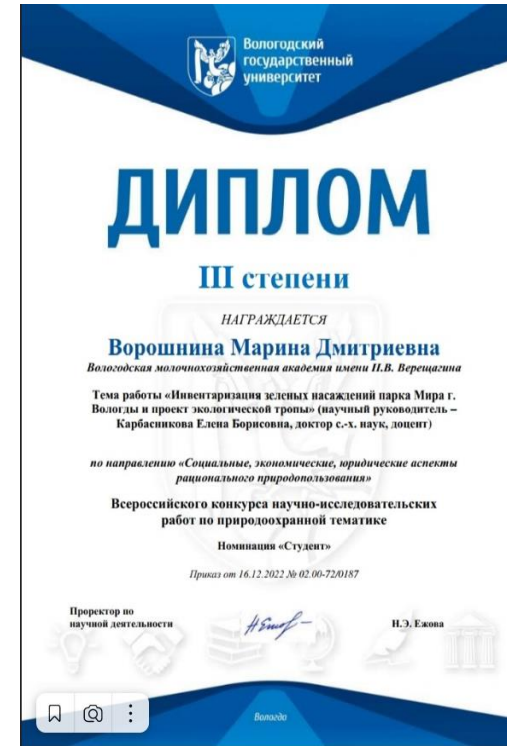 Вологодский
государственный
университет
ДИПЛОМ
III степени
НАГРАЖДАЕТСЯ
Ворошнина Марина Дмитриевна
Вологодская молочнохозяйственная академия имени Н.В. Верещагина
Тема работы «Инвентаризация зеленых насаждений парка Мира г.
Вологды и проект экологической тропы» (научный руководитель –
Карбасникова Елена Борисовна, доктор с.-х. наук, доцент)
по направлению «Социальные, экономические, юридические аспекты
рационального природопользования»
Всероссийского конкурса научно-исследовательских
работ по природоохранной тематике
Номинация «Студент»
Приказ от 16.12.2022 № 02.00-72/0187
Проректор по
научной деятельности
Н.Э. Ежова
Вологда